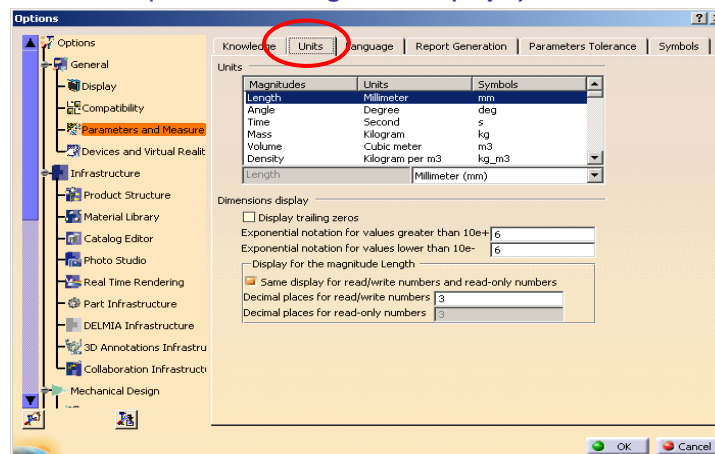 Options
Options
General
Display
Compatibility
Parameters and Measure
Devices and Virtual Realit
Infrastructure
Product Structure
Material Library
Catalog Editor
Photo Studio
Real Time Rendering
Part Infrastructure
DELMIA Infrastructure
3D Annotations Infrastru
Collaboration Infrastructu
Mechanical Design
Knowledge Units Language Report Generation Parameters Tolerance Symbols
Units
Magnitudes Units Symbols
Length Millimeter mm
Angle Degree deg
Time Second s
Mass Kilogram kg
Volume Cubic meter m3
Density Kilogram per m3 kg_m3
Length Millimeter (mm)
Dimensions display
Display trailing zeros
Exponential notation for values greater than 10e+ 6
Exponential notation for values lower than 10e- 6
Display for the magnitude Length
Same display for read/write numbers and read-only numbers
Decimal places for read/write numbers 3
Decimal places for read-only numbers 3
OK Cancel